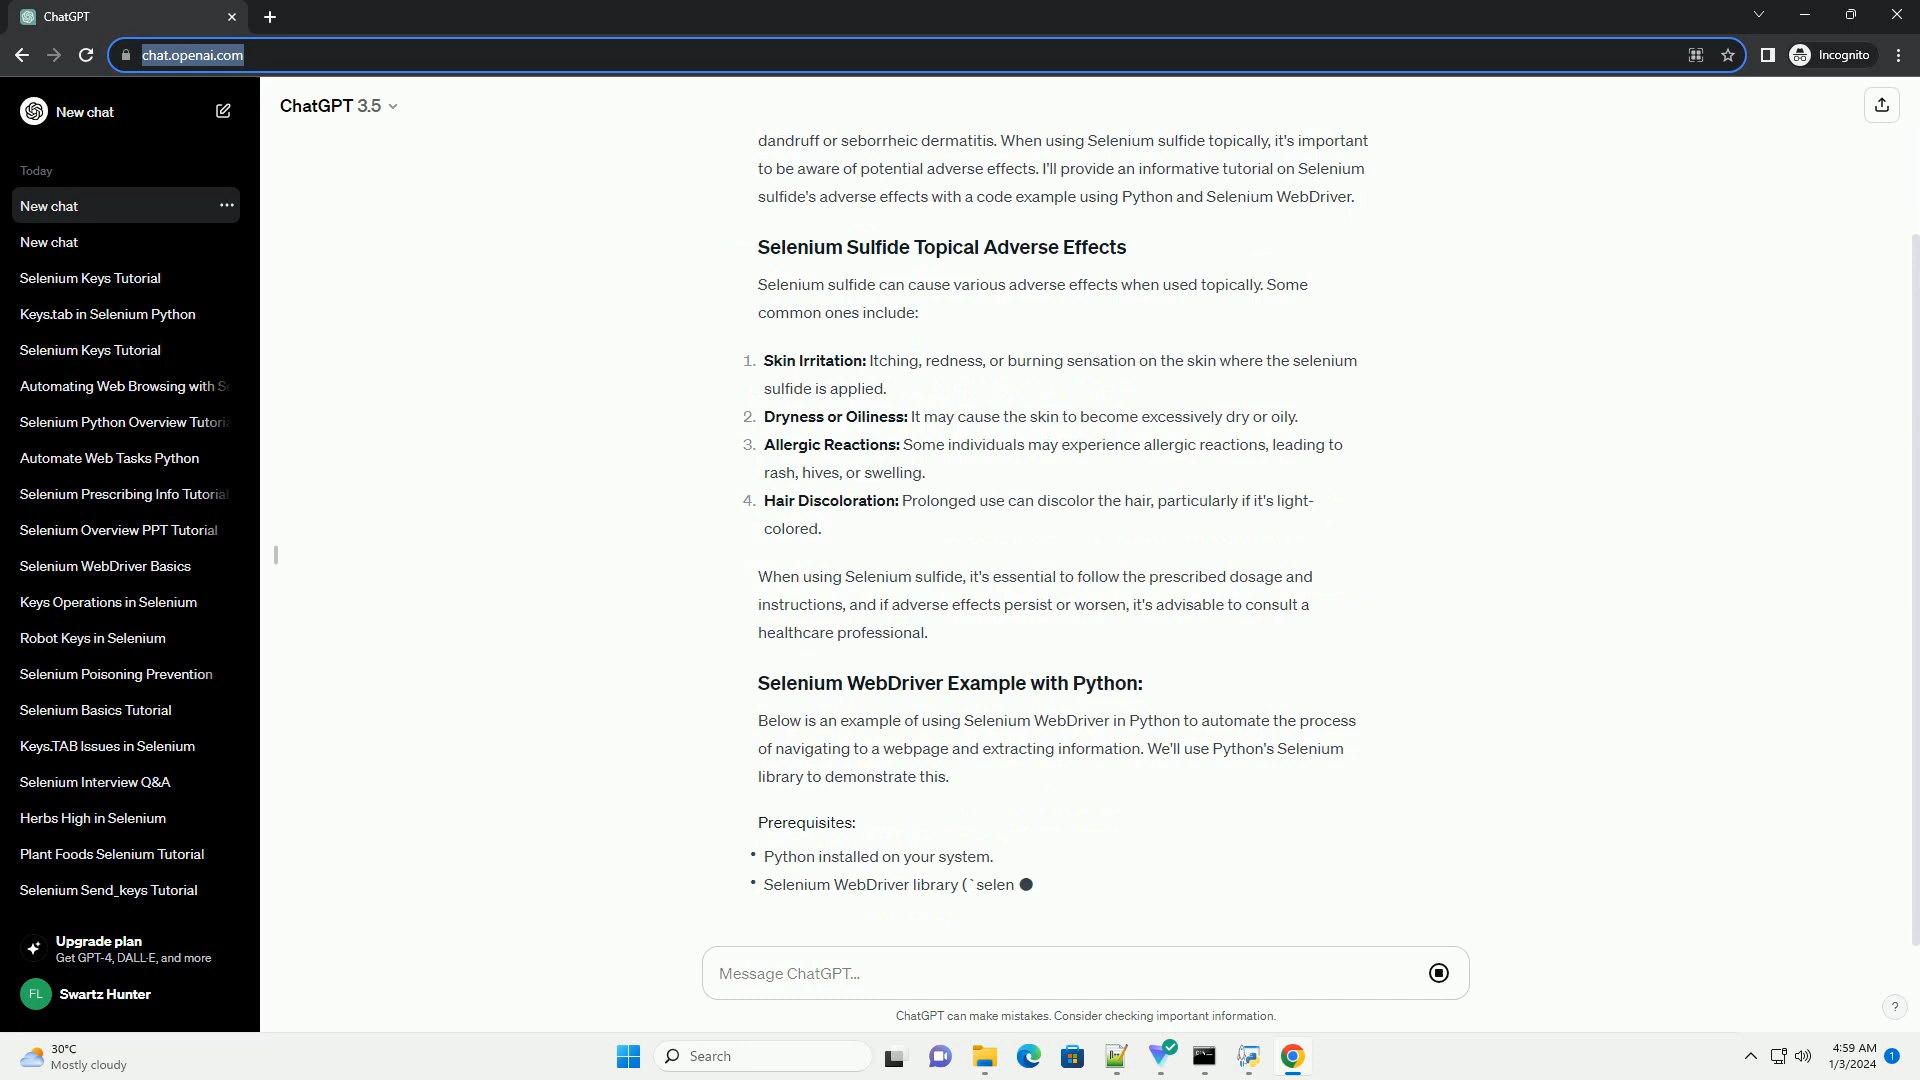 ChatGPT
chat.openai.com
Incognito
New chat
Today
New chat
New chat
Selenium Keys Tutorial
Keys.tab in Selenium Python
Selenium Keys Tutorial
Automating Web Browsing with Se
Selenium Python Overview Tutoria
Automate Web Tasks Python
Selenium Prescribing Info Tutorial
Selenium Overview PPT Tutorial
Selenium WebDriver Basics
Keys Operations in Selenium
Robot Keys in Selenium
Selenium Poisoning Prevention
Selenium Basics Tutorial
Keys.TAB Issues in Selenium
Selenium Interview Q&A
Herbs High in Selenium
Plant Foods Selenium Tutorial
Selenium Send_keys Tutorial
Upgrade plan
Get GPT-4, DALL·E, and more
FL
Swartz Hunter
ChatGPT 3.5
dandruff or seborrheic dermatitis. When using Selenium sulfide topically, it's important
to be aware of potential adverse effects. I'll provide an informative tutorial on Selenium
sulfide's adverse effects with a code example using Python and Selenium WebDriver.
Selenium Sulfide Topical Adverse Effects
Selenium sulfide can cause various adverse effects when used topically. Some
common ones include:
1. Skin Irritation: Itching, redness, or burning sensation on the skin where the selenium
sulfide is applied.
2. Dryness or Oiliness: It may cause the skin to become excessively dry or oily.
3. Allergic Reactions: Some individuals may experience allergic reactions, leading to
rash, hives, or swelling.
4. Hair Discoloration: Prolonged use can discolor the hair, particularly if it's light-
colored.
When using Selenium sulfide, it's essential to follow the prescribed dosage and
instructions, and if adverse effects persist or worsen, it's advisable to consult a
healthcare professional.
Selenium WebDriver Example with Python:
Below is an example of using Selenium WebDriver in Python to automate the process
of navigating to a webpage and extracting information. We'll use Python's Selenium
library to demonstrate this.
Prerequisites:
• Python installed on your system.
• Selenium WebDriver library (`selen
Message ChatGPT...
ChatGPT can make mistakes. Consider checking important information.
?
30°C
Mostly cloudy
Search
4:59 AM
1/3/2024
1